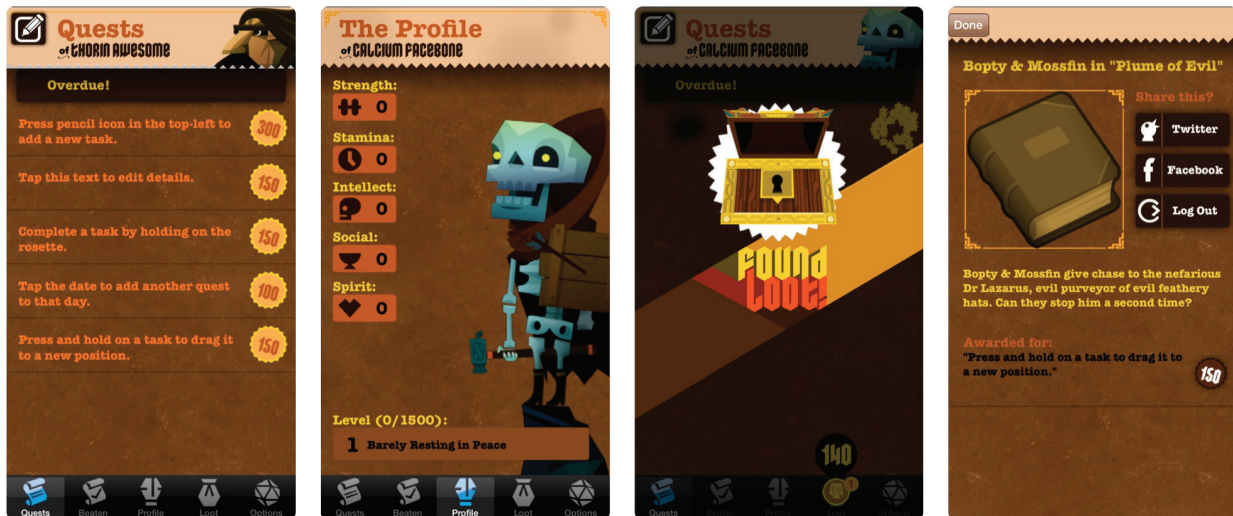 Quests
of THORIN AWESOME
Overdue!
Press pencil icon in the top-left to
add a new task.
300
Tap this text to edit details.
150
Complete a task by holding on the
rosette.
150
Tap the date to add another quest
to that day.
100
Press and hold on a task to drag it
to a new position.
150
Quests
Beaten
Profile
Loot
Options
The Profile
of CALCIUM FACEBONE
Strength:
0
Stamina:
0
Intellect:
0
Social:
0
Spirit:
0
Level (0/1500):
1 Barely Resting in Peace
Quests
Beaten
Profile
Loot
Options
Quests
of CALCIUM FACEBONE
Overdue!
FOUND
LOOT!
140
1
Quests
Beaten
Profile
Loot
Options
Done
Bopty & Mossfin in "Plume of Evil"
Share this?
Twitter
Facebook
Log Out
Bopty & Mossfin give chase to the nefarious
Dr Lazarus, evil purveyor of evil feathery
hats. Can they stop him a second time?
Awarded for:
"Press and hold on a task to drag it to
a new position."
150